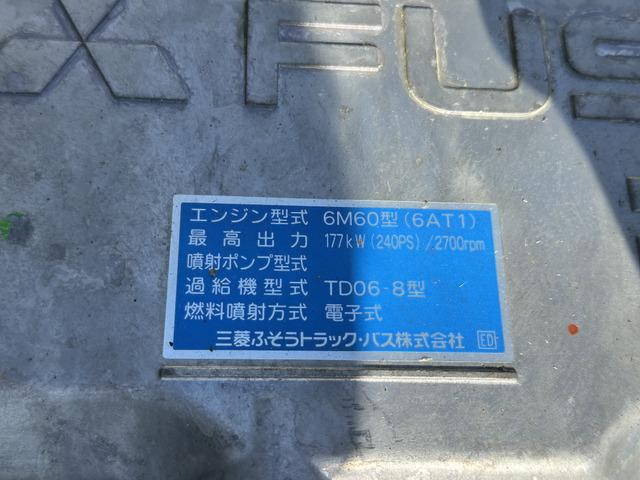 FUS
エンジン型式 6M60型(6AT1)
最高出力 177kW(240PS)/2700rpm
噴射ポンプ型式
過給機型式 TD06-8型
燃料噴射方式 電子式
三菱ふそうトラック・バス株式会社 ED